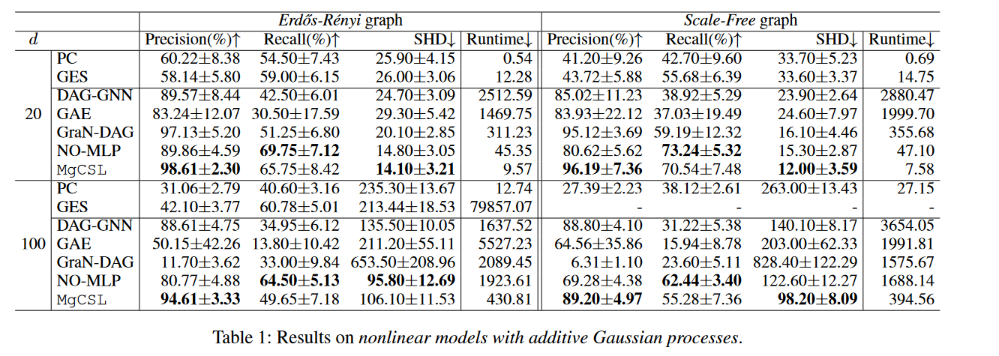 Erdős-Rényi graph Scale-Free graph
d Precision(%)↑ Recall(%)↑ SHD↓ Runtime↓ Precision(%)↑ Recall(%)↑ SHD↓ Runtime↓
PC 60.22±8.38 54.50±7.43 25.90±4.15 0.54 41.20±9.26 42.70±9.60 33.70±5.23 0.69
GES 58.14±5.80 59.00±6.15 26.00±3.06 12.28 43.72±5.88 55.68±6.39 33.60±3.37 14.75
DAG-GNN 89.57±8.44 42.50±6.01 24.70±3.09 2512.59 85.02±11.23 38.92±5.29 23.90±2.64 2880.47
20 GAE 83.24±12.07 30.50±17.59 29.30±5.42 1469.75 83.93±22.12 37.03±19.49 24.60±7.97 1999.70
GraN-DAG 97.13±5.20 51.25±6.80 20.10±2.85 311.23 95.12±3.69 59.19±12.32 16.10±4.46 355.68
NO-MLP 89.86±4.59 69.75±7.12 14.80±3.05 45.35 80.62±5.62 73.24±5.32 15.30±2.87 47.10
MgCSL 98.61±2.30 65.75±8.42 14.10±3.21 9.57 96.19±7.36 70.54±7.48 12.00±3.59 7.58
PC 31.06±2.79 40.60±3.16 235.30±13.67 12.74 27.39±2.23 38.12±2.61 263.00±13.43 27.15
GES 42.10±3.77 60.78±5.01 213.44±18.53 79857.07 - - - -
DAG-GNN 88.61±4.75 34.95±6.12 135.50±10.05 1637.52 88.80±4.10 31.22±5.38 140.10±8.17 3654.05
100 GAE 50.15±42.26 13.80±10.42 211.20±55.11 5527.23 64.56±35.86 15.94±8.78 203.00±62.33 1991.81
GraN-DAG 11.70±3.62 33.00±9.84 653.50±208.96 2089.45 6.31±1.10 23.60±5.11 828.40±122.29 1575.67
NO-MLP 80.77±4.88 64.50±5.13 95.80±12.69 1923.61 69.28±4.38 62.44±3.40 122.60±12.27 1688.14
MgCSL 94.61±3.33 49.65±7.18 106.10±11.53 430.81 89.20±4.97 55.28±7.36 98.20±8.09 394.56
Table 1: Results on nonlinear models with additive Gaussian processes.